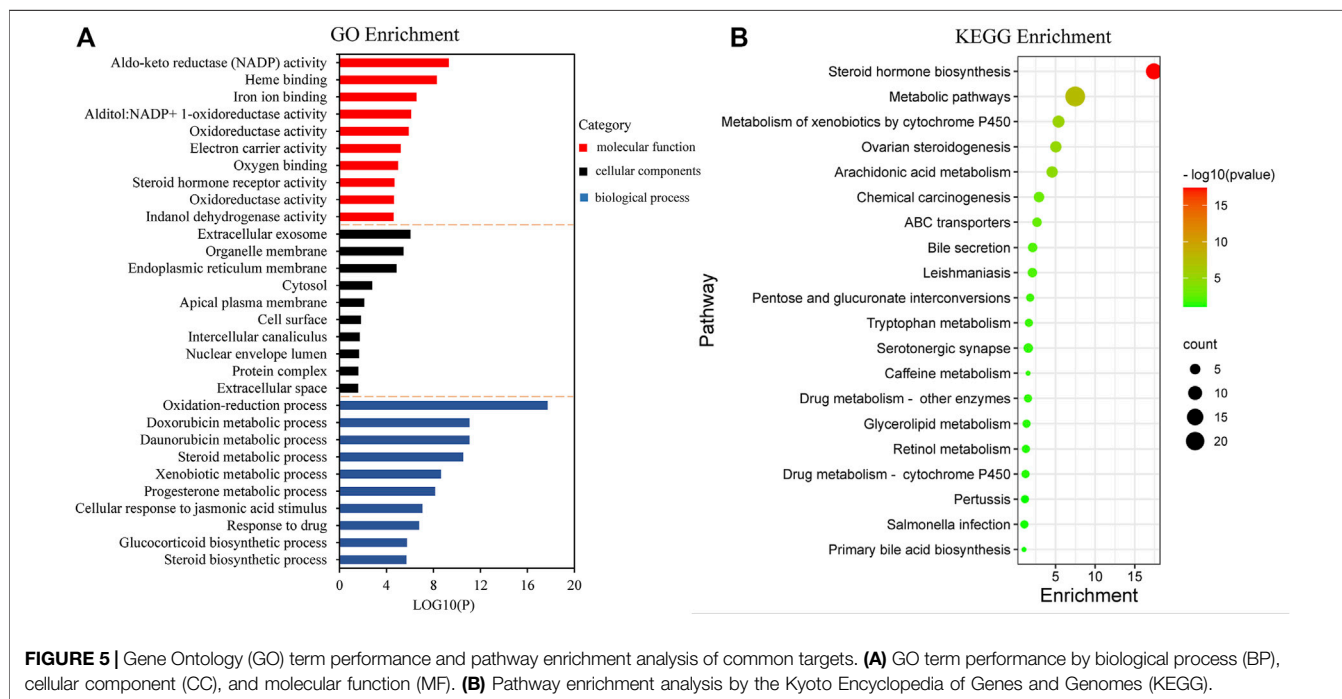 A
GO Enrichment
Aldo-keto reductase (NADP) activity
Heme binding
Iron ion binding
Alditol:NADP+ 1-oxidoreductase activity
Oxidoreductase activity
Electron carrier activity
Oxygen binding
Steroid hormone receptor activity
Oxidoreductase activity
Indanol dehydrogenase activity
Extracellular exosome
Organelle membrane
Endoplasmic reticulum membrane
Cytosol
Apical plasma membrane
Cell surface
Intercellular canaliculus
Nuclear envelope lumen
Protein complex
Extracellular space
Oxidation-reduction process
Doxorubicin metabolic process
Daunorubicin metabolic process
Steroid metabolic process
Xenobiotic metabolic process
Progesterone metabolic process
Cellular response to jasmonic acid stimulus
Response to drug
Glucocorticoid biosynthetic process
Steroid biosynthetic process
0 4 8 12 16 20
LOG10(P)
Category
molecular function
cellular components
biological process
B
KEGG Enrichment
Pathway
Steroid hormone biosynthesis
Metabolic pathways
Metabolism of xenobiotics by cytochrome P450
Ovarian steroidogenesis
Arachidonic acid metabolism
Chemical carcinogenesis
ABC transporters
Bile secretion
Leishmaniasis
Pentose and glucuronate interconversions
Tryptophan metabolism
Serotonergic synapse
Caffeine metabolism
Drug metabolism - other enzymes
Glycerolipid metabolism
Retinol metabolism
Drug metabolism - cytochrome P450
Pertussis
Salmonella infection
Primary bile acid biosynthesis
5 10 15
Enrichment
- log10(pvalue)
15
10
5
count
5
10
15
20
FIGURE 5 | Gene Ontology (GO) term performance and pathway enrichment analysis of common targets. (A) GO term performance by biological process (BP),
cellular component (CC), and molecular function (MF). (B) Pathway enrichment analysis by the Kyoto Encyclopedia of Genes and Genomes (KEGG).